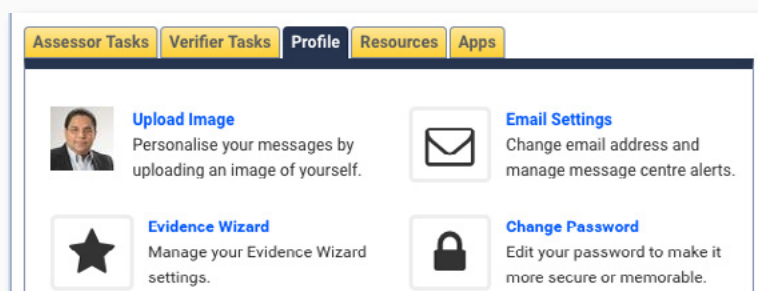 Assessor Tasks Verifier Tasks Profile Resources Apps
Upload Image
Personalise your messages by
uploading an image of yourself.
Email Settings
Change email address and
manage message centre alerts.
Evidence Wizard
Manage your Evidence Wizard
settings.
Change Password
Edit your password to make it
more secure or memorable.